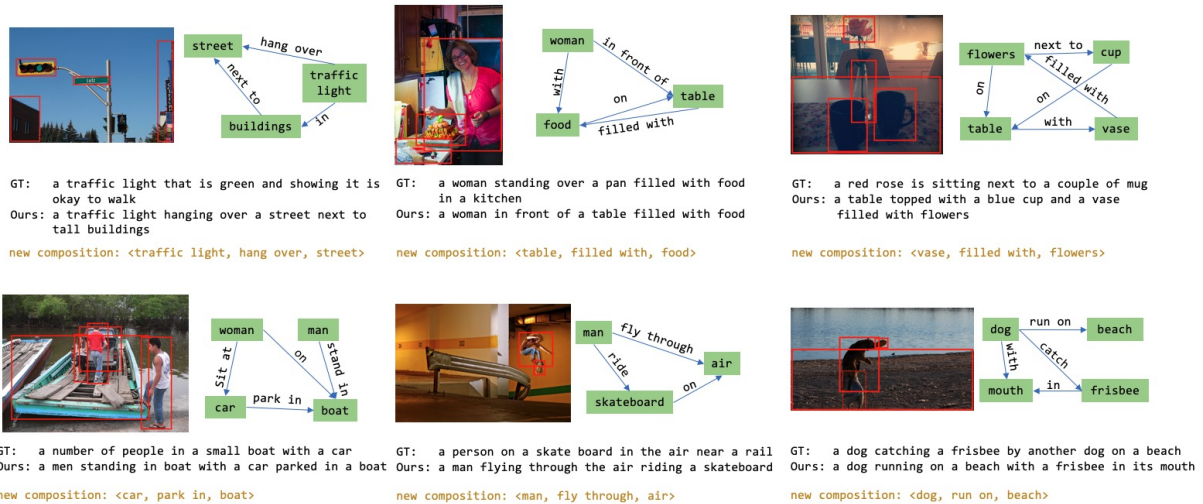 street
hang over
traffic
light
next to
buildings
in
GT: a traffic light that is green and showing it is
okay to walk
Ours: a traffic light hanging over a street next to
tall buildings
new composition: <traffic light, hang over, street>
woman
in front of
with
on
table
food
filled with
GT: a woman standing over a pan filled with food
in a kitchen
Ours: a woman in front of a table filled with food
new composition: <table, filled with, food>
flowers
next to
cup
filled with
on
on
table
with
vase
GT: a red rose is sitting next to a couple of mug
Ours: a table topped with a blue cup and a vase
filled with flowers
new composition: <vase, filled with, flowers>
woman
man
Sit at
on
stand in
car
park in
boat
GT: a number of people in a small boat with a car
Ours: a men standing in boat with a car parked in a boat
new composition: <car, park in, boat>
man
fly through
ride
air
skateboard
on
GT: a person on a skate board in the air near a rail
Ours: a man flying through the air riding a skateboard
new composition: <man, fly through, air>
dog
run on
beach
with
catch
mouth
in
frisbee
GT: a dog catching a frisbee by another dog on a beach
Ours: a dog running on a beach with a frisbee in its mouth
new composition: <dog, run on, beach>